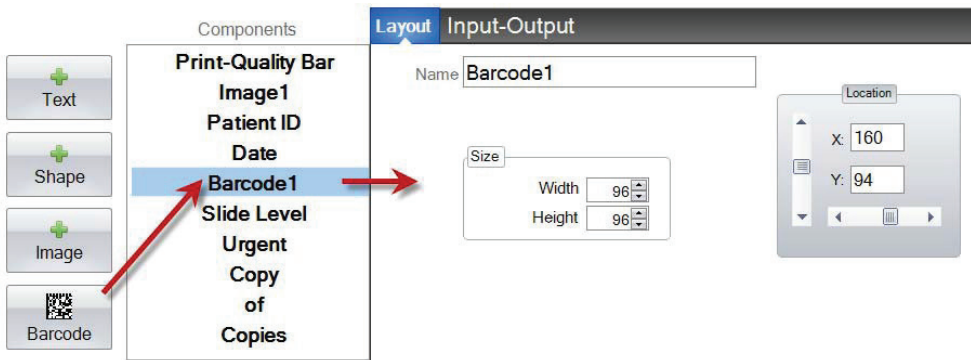 Text
Shape
Image
Barcode
Components
Print-Quality Bar
Image1
Patient ID
Date
Barcode1
Slide Level
Urgent
Copy
of
Copies
Layout Input-Output
Name Barcode1
Size
Width 96
Height 96
Location
X: 160
Y: 94